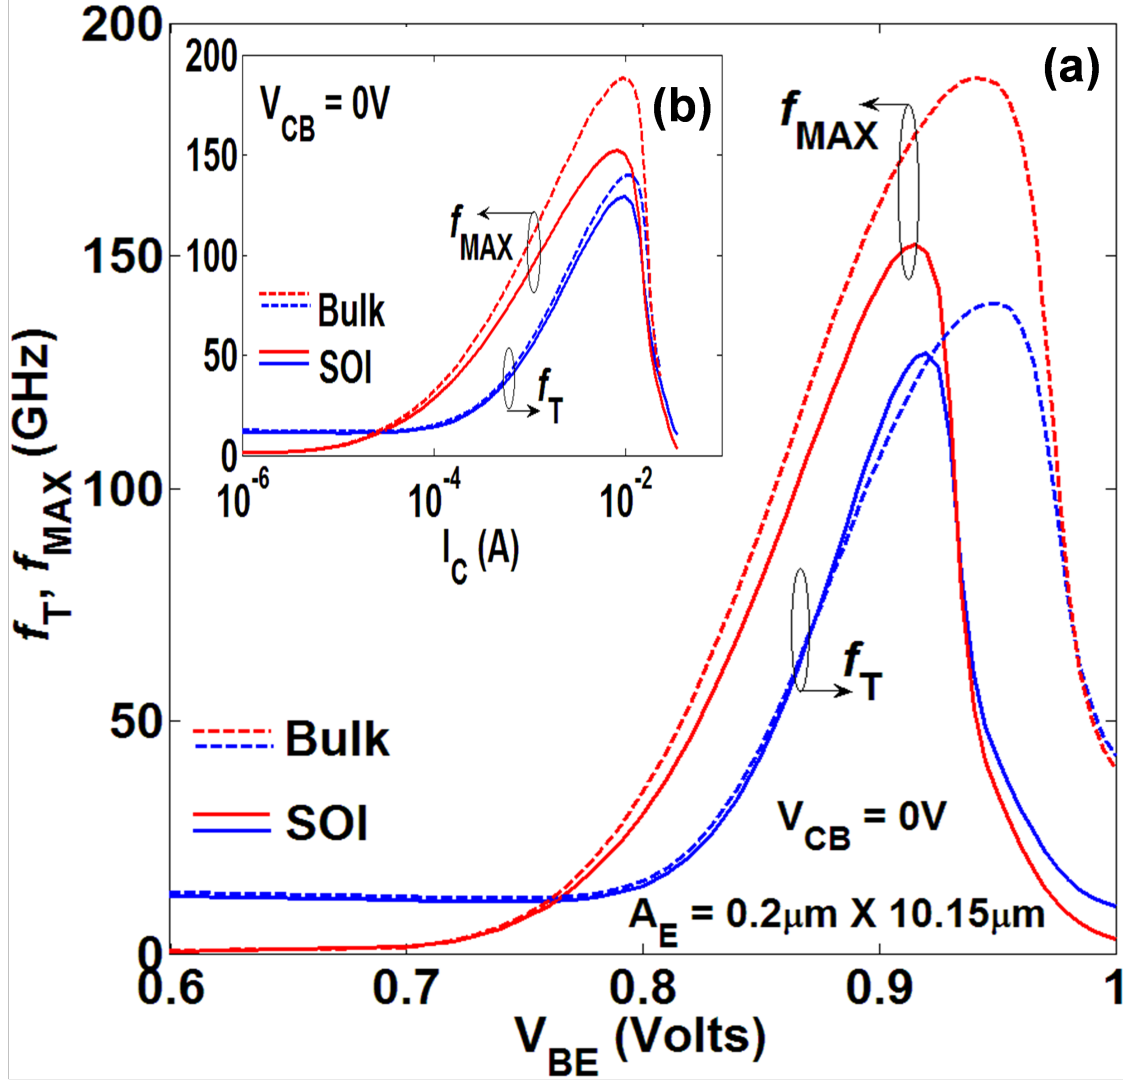 200
(a)
200
V_CB = 0V
(b)
f_MAX
150
150
f_MAX
100
Bulk
50
SOI
f_T
0
10^-6
10^-4
10^-2
I_C (A)
100
f_T
f_T, f_MAX (GHz)
50
Bulk
SOI
V_CB = 0V
A_E = 0.2μm X 10.15μm
0
0.6
0.7
0.8
0.9
1
V_BE (Volts)